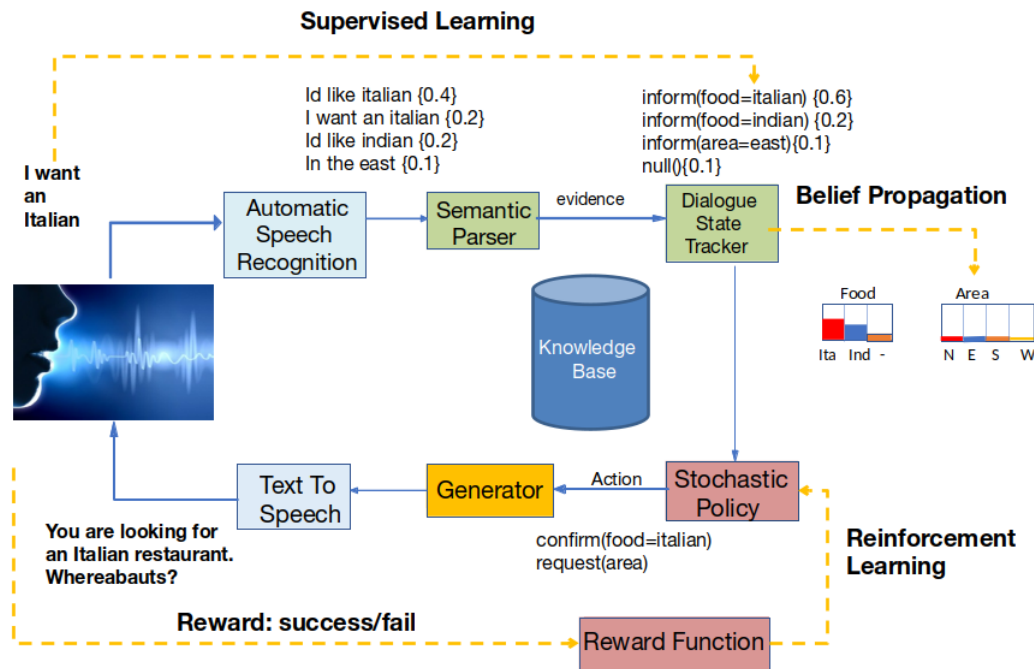 Supervised Learning
Id like italian {0.4}
I want an italian {0.2}
Id like indian {0.2}
In the east {0.1}
inform(food=italian) {0.6}
inform(food=indian) {0.2}
inform(area=east){0.1}
null(){0.1}
I want
an
Italian
Automatic
Speech
Recognition
Semantic
Parser
evidence
Dialogue
State
Tracker
Belief Propagation
Food
Ita Ind -
Area
N E S W
Knowledge
Base
Text To
Speech
Generator
Action
Stochastic
Policy
confirm(food=italian)
request(area)
You are looking for
an Italian restaurant.
Whereabauts?
Reinforcement
Learning
Reward: success/fail
Reward Function